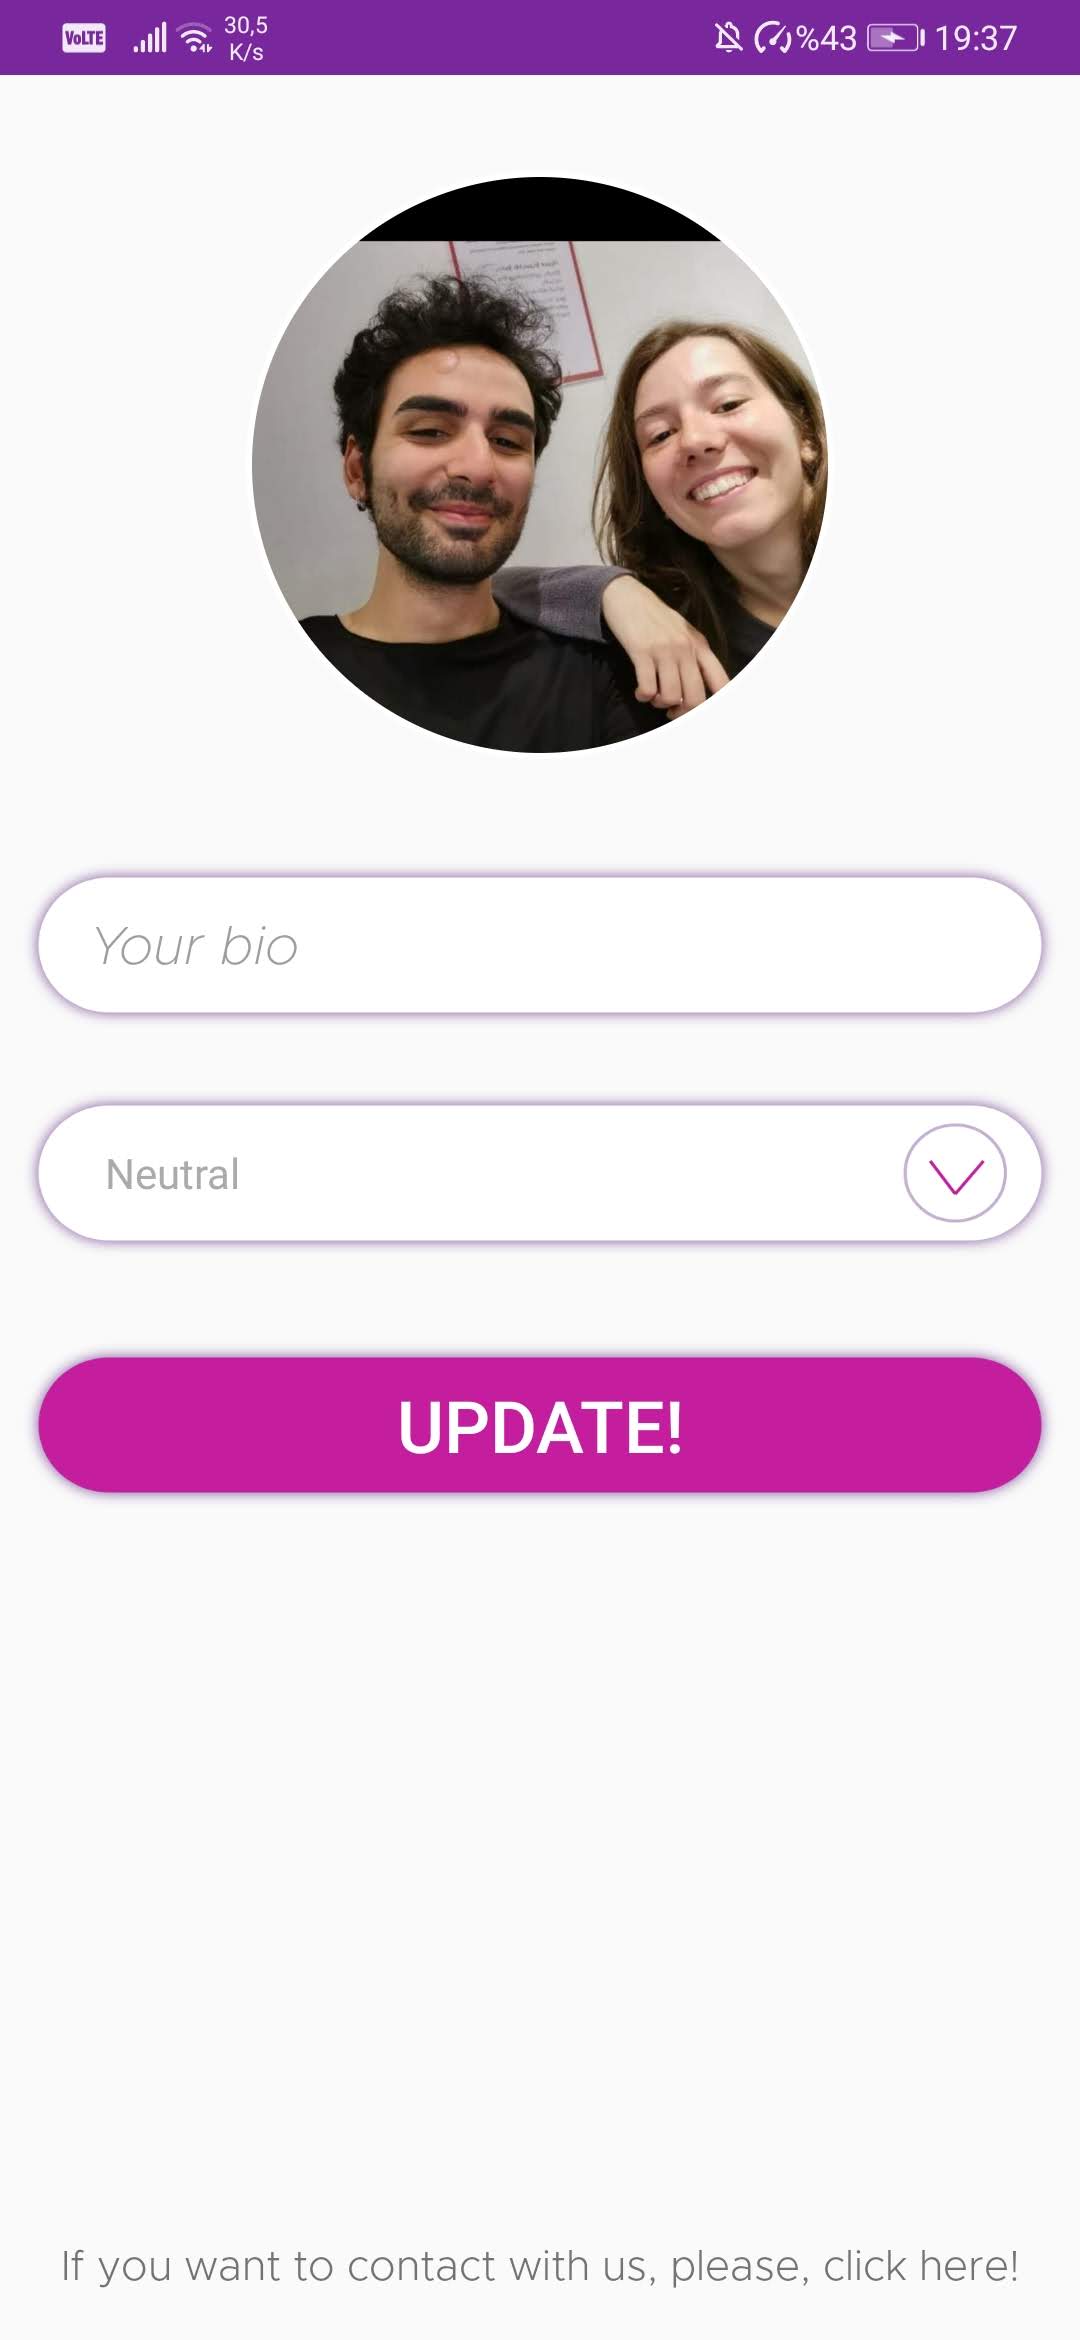 VoLTE 30,5 K/s %43 19:37
Your bio
Neutral
UPDATE!
If you want to contact with us, please, click here!